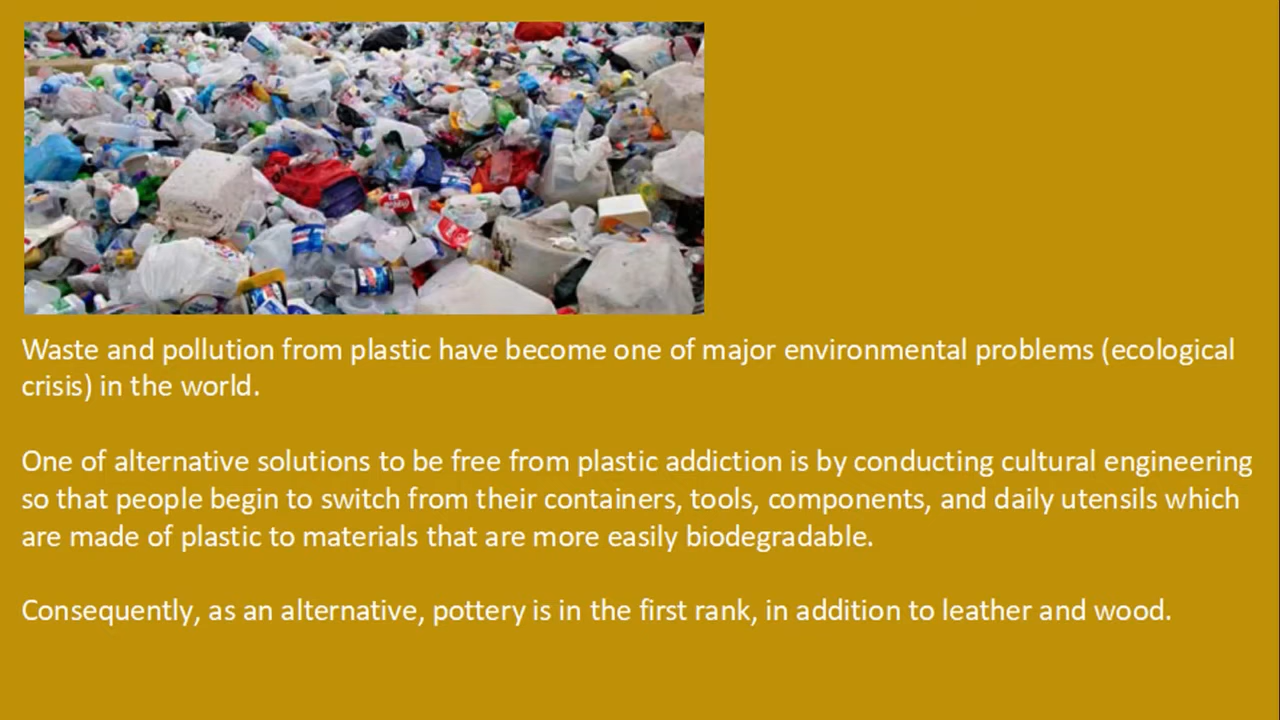 Waste and pollution from plastic have become one of major environmental problems (ecological
crisis) in the world.
One of alternative solutions to be free from plastic addiction is by conducting cultural engineering
so that people begin to switch from their containers, tools, components, and daily utensils which
are made of plastic to materials that are more easily biodegradable.
Consequently, as an alternative, pottery is in the first rank, in addition to leather and wood.